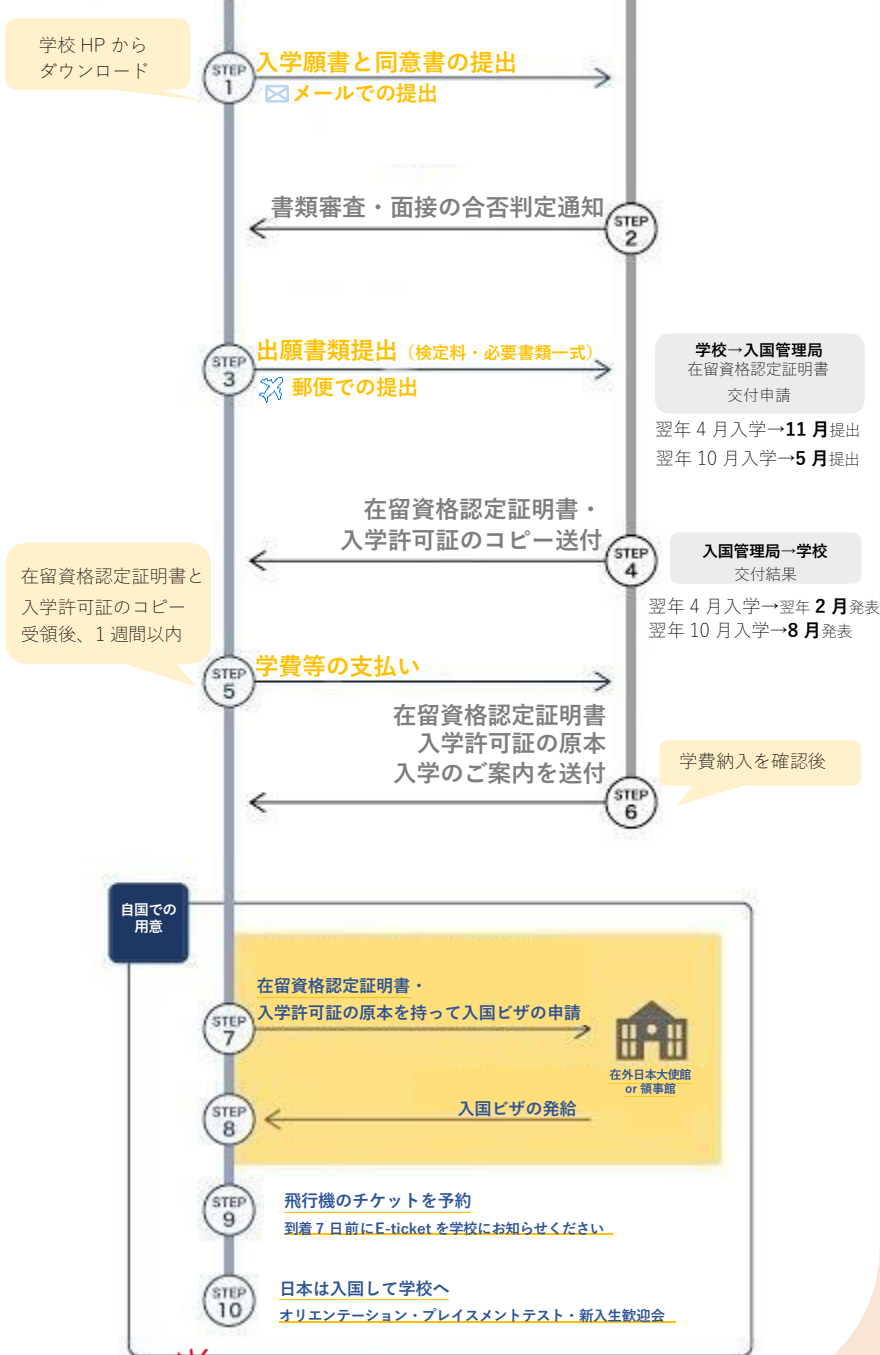 学校 HP から
ダウンロード
STEP
1
入学願書と同意書の提出
メールでの提出
書類審査・面接の合否判定通知
STEP
2
STEP
3
出願書類提出（検定料・必要書類一式）
郵便での提出
学校→入国管理局
在留資格認定証明書
交付申請
翌年 4 月入学→11 月提出
翌年 10 月入学→5 月提出
在留資格認定証明書・
入学許可証のコピー送付
STEP
4
入国管理局→学校
交付結果
翌年 4 月入学→翌年 2 月発表
翌年 10 月入学→8 月発表
在留資格認定証明書と
入学許可証のコピー
受領後、1 週間以内
STEP
5
学費等の支払い
在留資格認定証明書
入学許可証の原本
入学のご案内を送付
STEP
6
学費納入を確認後
自国での
用意
STEP
7
在留資格認定証明書・
入学許可証の原本を持って入国ビザの申請
在外日本大使館
or 領事館
STEP
8
入国ビザの発給
STEP
9
飛行機のチケットを予約
到着 7 日前にE-ticket を学校にお知らせください
STEP
10
日本は入国して学校へ
オリエンテーション・プレイスメントテスト・新入生歓迎会